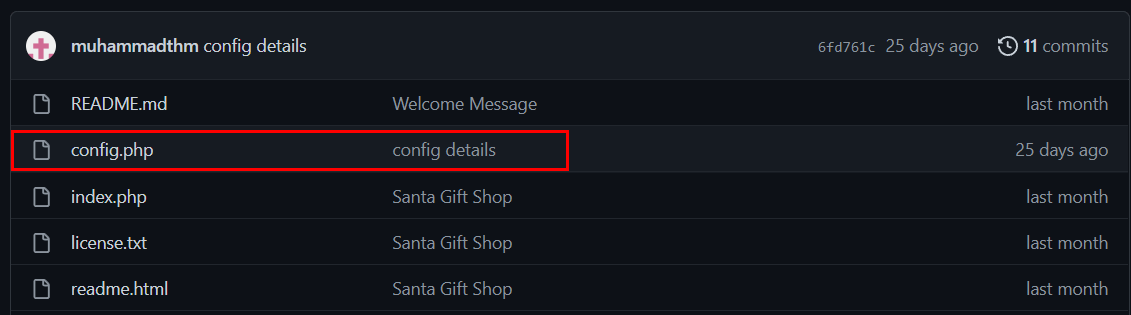 muhammadthm config details 6fd761c 25 days ago 11 commits
README.md Welcome Message last month
config.php config details 25 days ago
index.php Santa Gift Shop last month
license.txt Santa Gift Shop last month
readme.html Santa Gift Shop last month